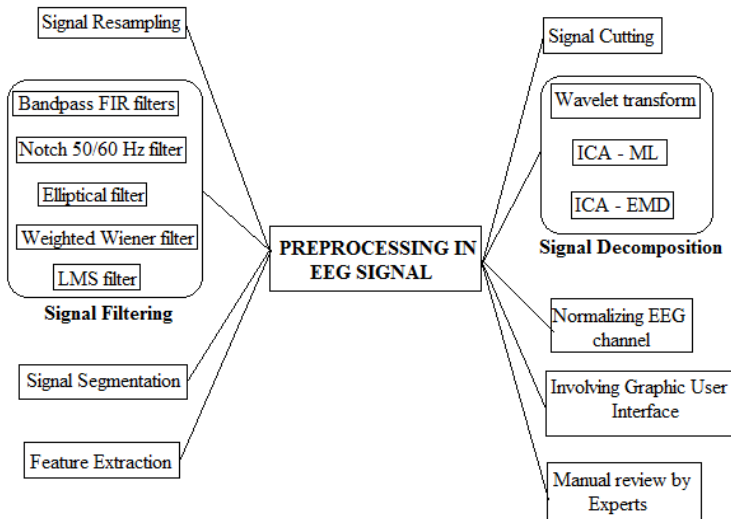 Signal Resampling
Bandpass FIR filters
Notch 50/60 Hz filter
Elliptical filter
Weighted Wiener filter
LMS filter
Signal Filtering
Signal Segmentation
Feature Extraction
PREPROCESSING IN
EEG SIGNAL
Signal Cutting
Wavelet transform
ICA - ML
ICA - EMD
Signal Decomposition
Normalizing EEG
channel
Involving Graphic User
Interface
Manual review by
Experts